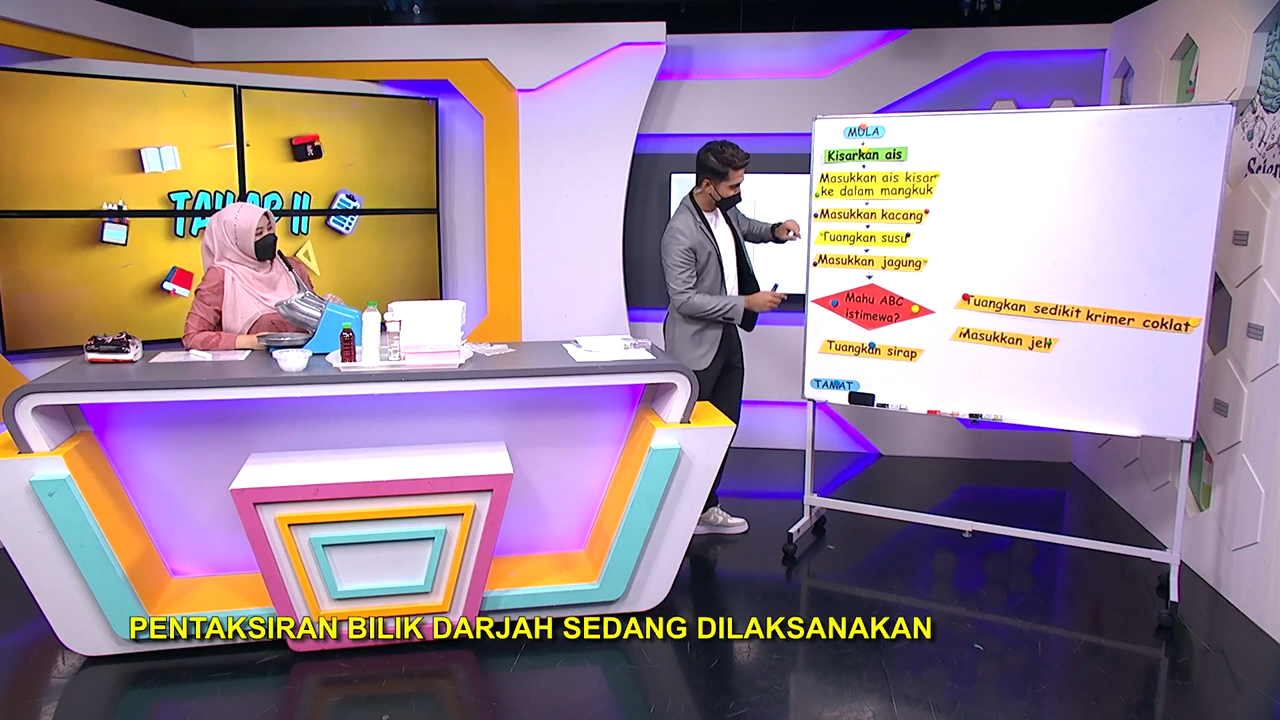 MULA
Kisarkan ais
Masukkan ais kisar
ke dalam mangkuk
Masukkan kacang
Tuangkan susu
Masukkan jagung
Mahu ABC
istimewa?
Tuangkan sedikit krimer coklat
Masukkan jeli
Tuangkan sirap
TAMAT
II
PENTAKSIRAN BILIK DARJAH SEDANG DILAKSANAKAN